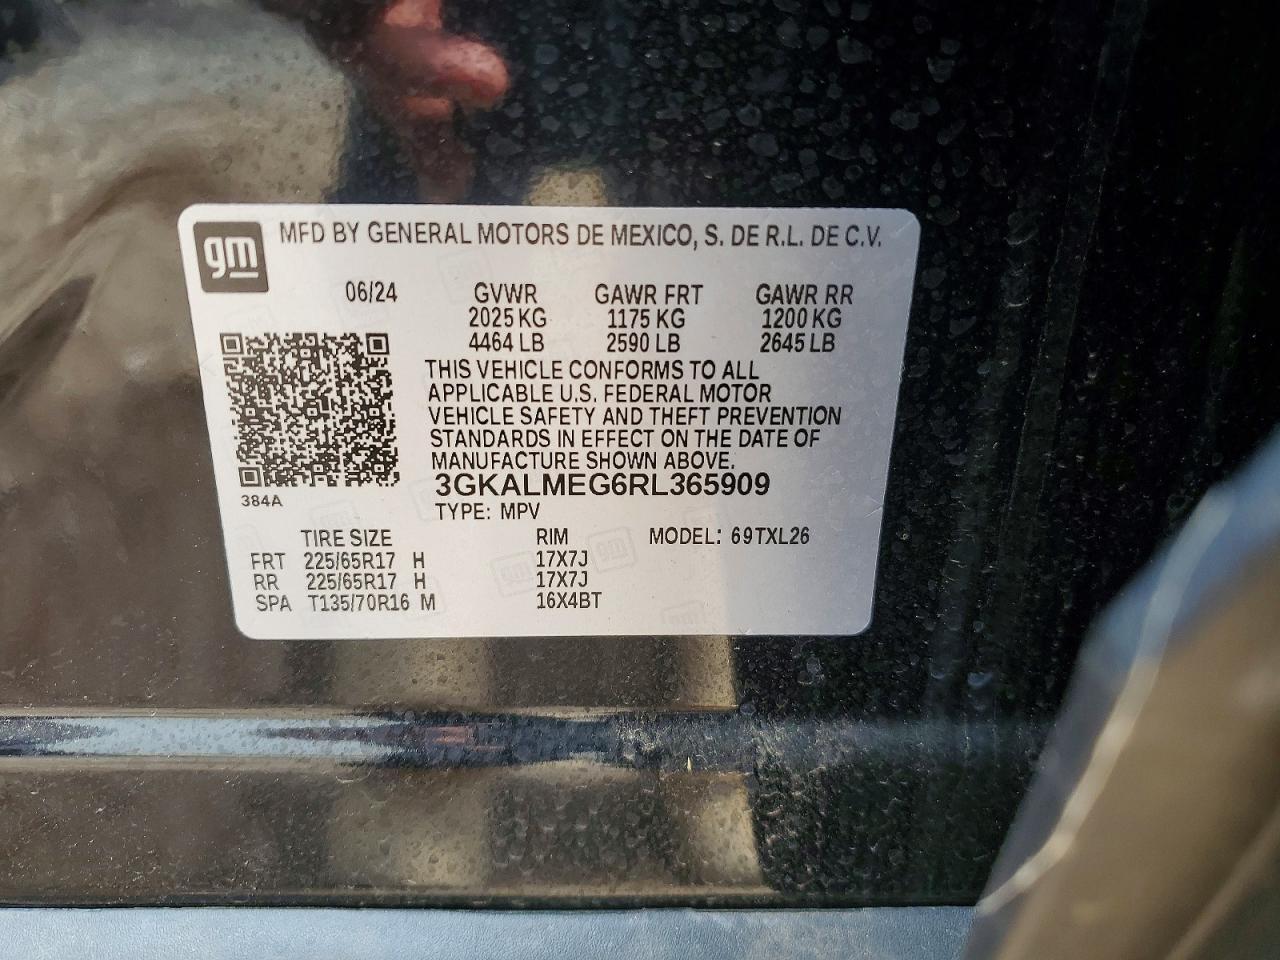 gm MFD BY GENERAL MOTORS DE MEXICO, S. DE R.L. DE C.V.
06/24 GVWR GAWR FRT GAWR RR
2025 KG 1175 KG 1200 KG
4464 LB 2590 LB 2645 LB
THIS VEHICLE CONFORMS TO ALL
APPLICABLE U.S. FEDERAL MOTOR
VEHICLE SAFETY AND THEFT PREVENTION
STANDARDS IN EFFECT ON THE DATE OF
MANUFACTURE SHOWN ABOVE.
3GKALMEG6RL365909
384A
TYPE: MPV
TIRE SIZE RIM MODEL: 69TXL26
FRT 225/65R17 H 17X7J
RR 225/65R17 H 17X7J
SPA T135/70R16 M 16X4BT